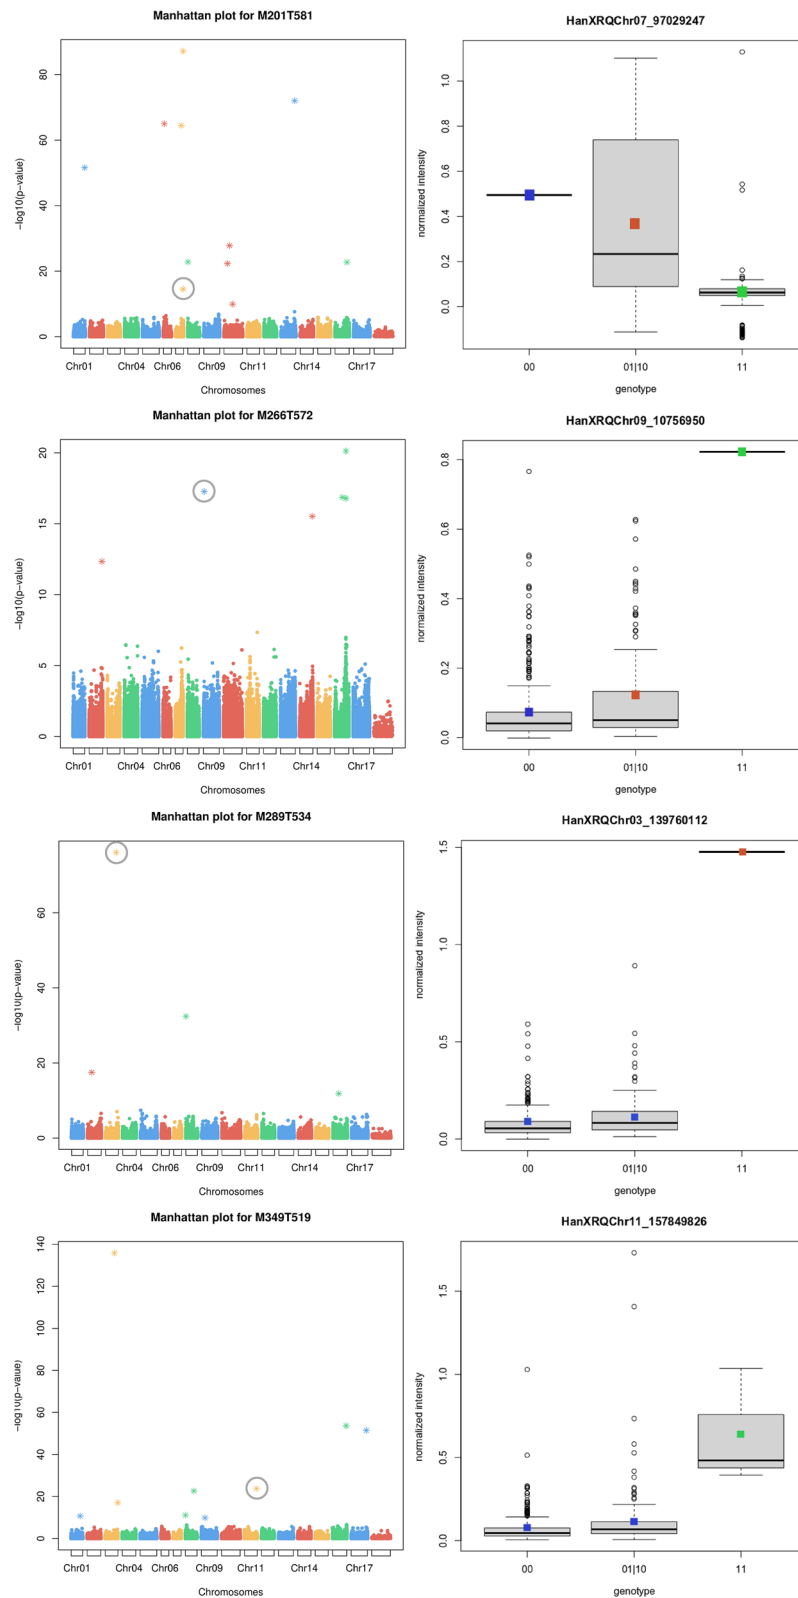 Manhattan plot for M201T581
HanXRQChr07_97029247
−log10(p−value)
80
60
40
20
0
Chr01 Chr04 Chr06 Chr09 Chr11 Chr14 Chr17
Chromosomes
normalized intensity
1.0
0.8
0.6
0.4
0.2
0.0
00 01|10 11
genotype
Manhattan plot for M266T572
HanXRQChr09_10756950
−log10(p−value)
20
15
10
5
0
Chr01 Chr04 Chr06 Chr09 Chr11 Chr14 Chr17
Chromosomes
normalized intensity
0.8
0.6
0.4
0.2
0.0
00 01|10 11
genotype
Manhattan plot for M289T534
HanXRQChr03_139760112
−log10(p−value)
60
40
20
0
Chr01 Chr04 Chr06 Chr09 Chr11 Chr14 Chr17
Chromosomes
normalized intensity
1.5
1.0
0.5
0.0
00 01|10 11
genotype
Manhattan plot for M349T519
HanXRQChr11_157849826
−log10(p−value)
140
120
100
80
60
40
20
0
Chr01 Chr04 Chr06 Chr09 Chr11 Chr14 Chr17
Chromosomes
normalized intensity
1.5
1.0
0.5
0.0
00 01|10 11
genotype